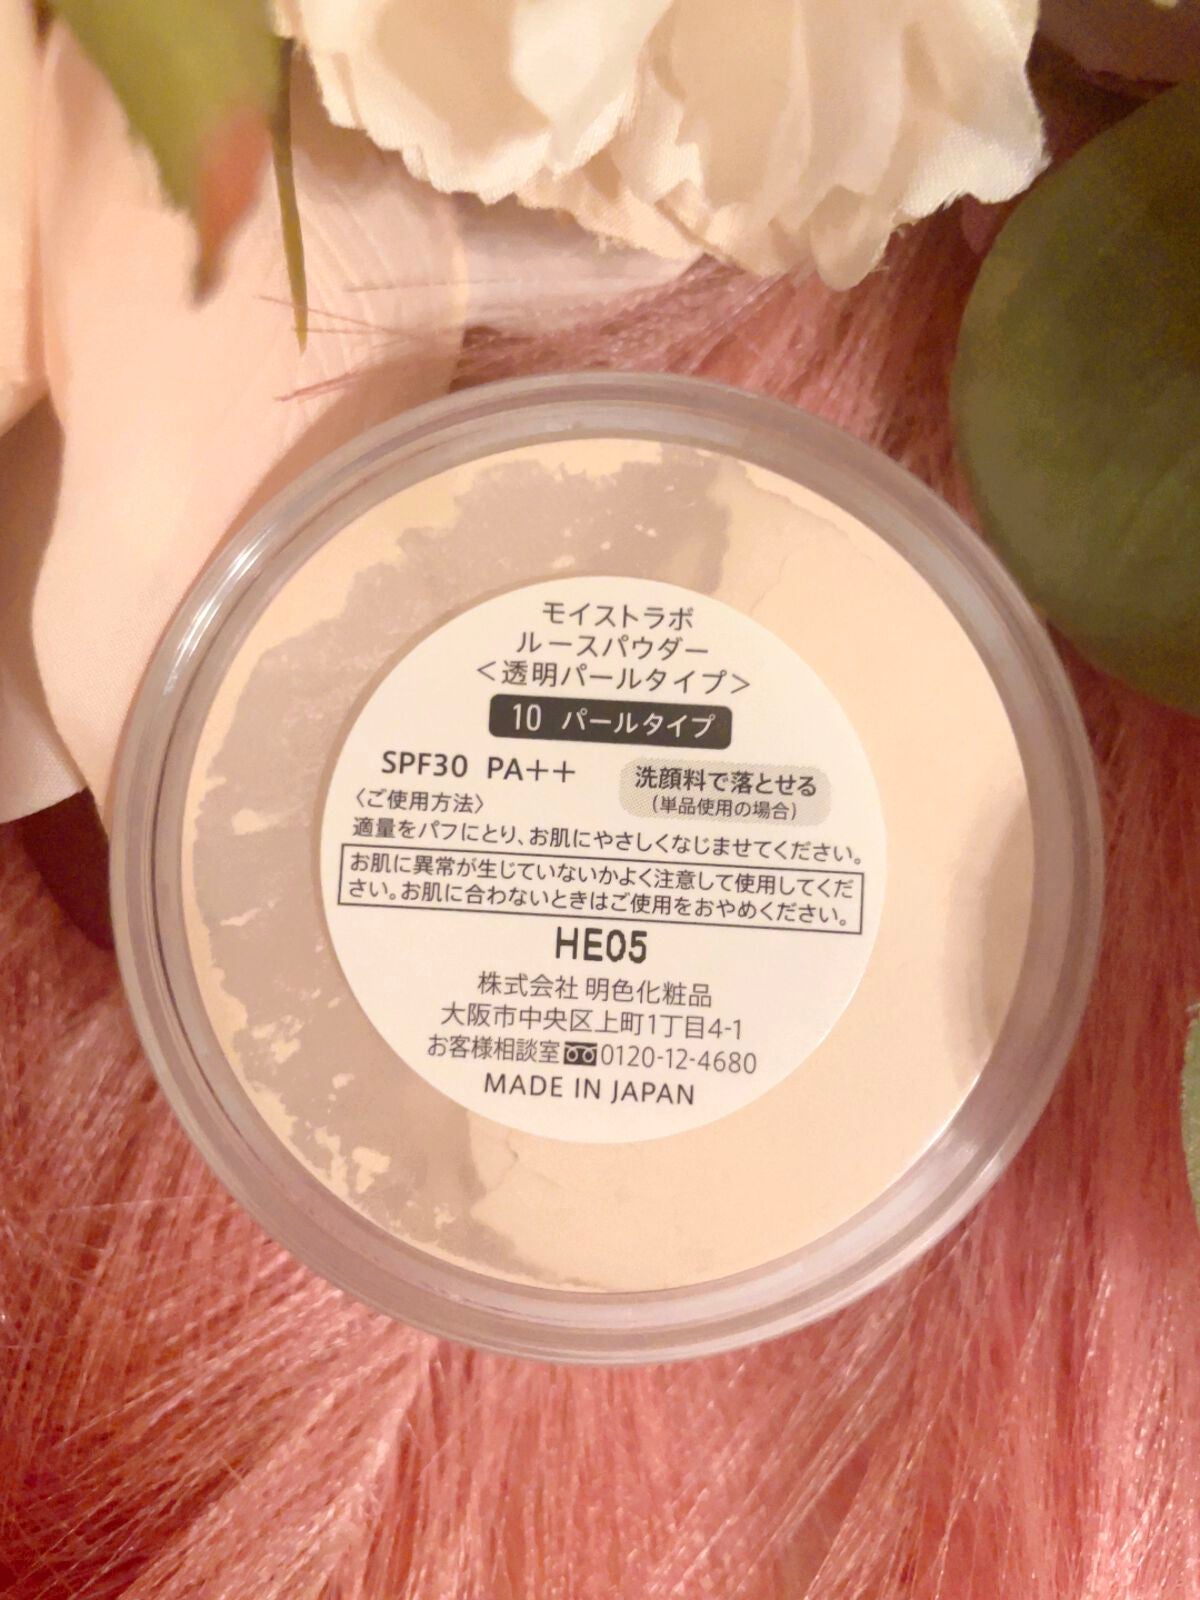 モイストラボ
ルースパウダー
＜透明パールタイプ＞
10 パールタイプ
SPF30 PA++
洗顔料で落とせる
(単品使用の場合)
〈ご使用方法〉
適量をパフにとり、お肌にやさしくなじませてください。
お肌に異常が生じていないかよく注意して使用してくだ
さい。お肌に合わないときはご使用をおやめください。
HE05
株式会社 明色化粧品
大阪市中央区上町1丁目4-1
お客様相談室 0120-12-4680
MADE IN JAPAN